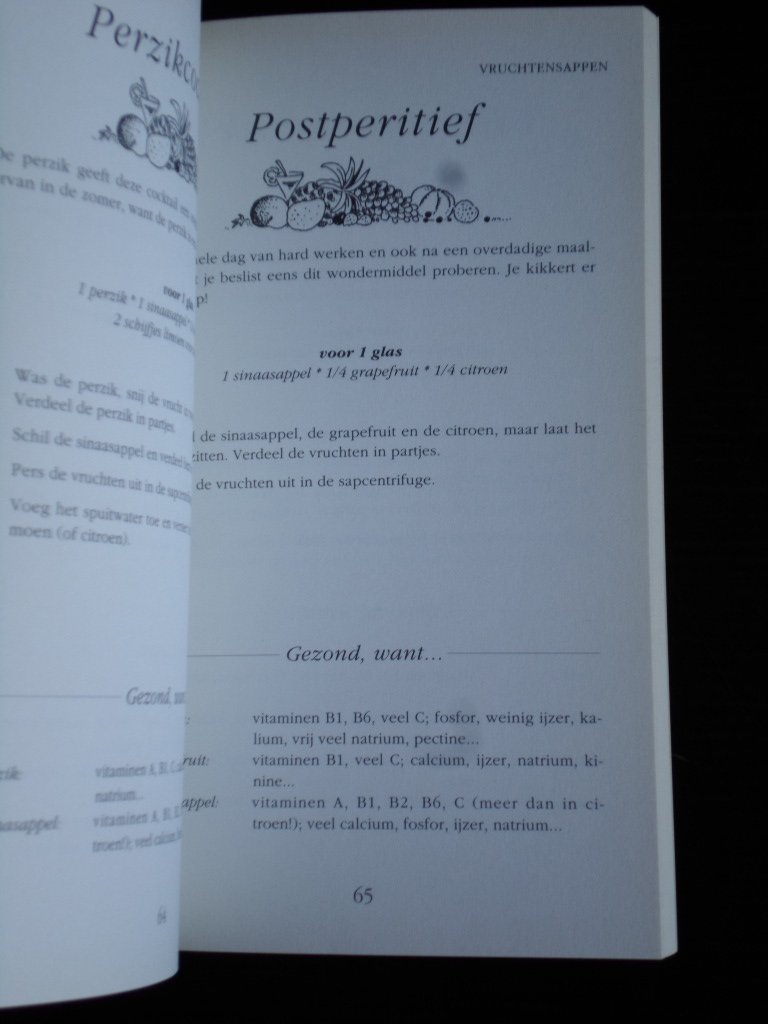 De perzik geeft deze cocktail
ervan in de zomer, want de perzik
voor 1
1 perzik * 1 sinaasappel *
2 schijfjes limoen
Was de perzik, snij de vrucht
Verdeel de perzik in partjes.
Schil de sinaasappel en verdeel
Pers de vruchten uit in de
Voeg het spuitwater toe en
moen (of citroen).
Gezond,
vitaminen A, B1, C
natrium...
vitaminen A, B1,
troen!); veel calcium,
64
VRUCHTENSAPPEN
Postperitief
hele dag van hard werken en ook na een overdadige maal-
je beslist eens dit wondermiddel proberen. Je kikkert er
p!
voor 1 glas
1 sinaasappel * 1/4 grapefruit * 1/4 citroen
de sinaasappel, de grapefruit en de citroen, maar laat het
zitten. Verdeel de vruchten in partjes.
de vruchten uit in de sapcentrifuge.
Gezond, want...
vitaminen B1, B6, veel C; fosfor, weinig ijzer, ka-
lium, vrij veel natrium, pectine...
ruit: vitaminen B1, veel C; calcium, ijzer, natrium, ki-
nine...
appel: vitaminen A, B1, B2, B6, C (meer dan in ci-
troen!); veel calcium, fosfor, ijzer, natrium...
65